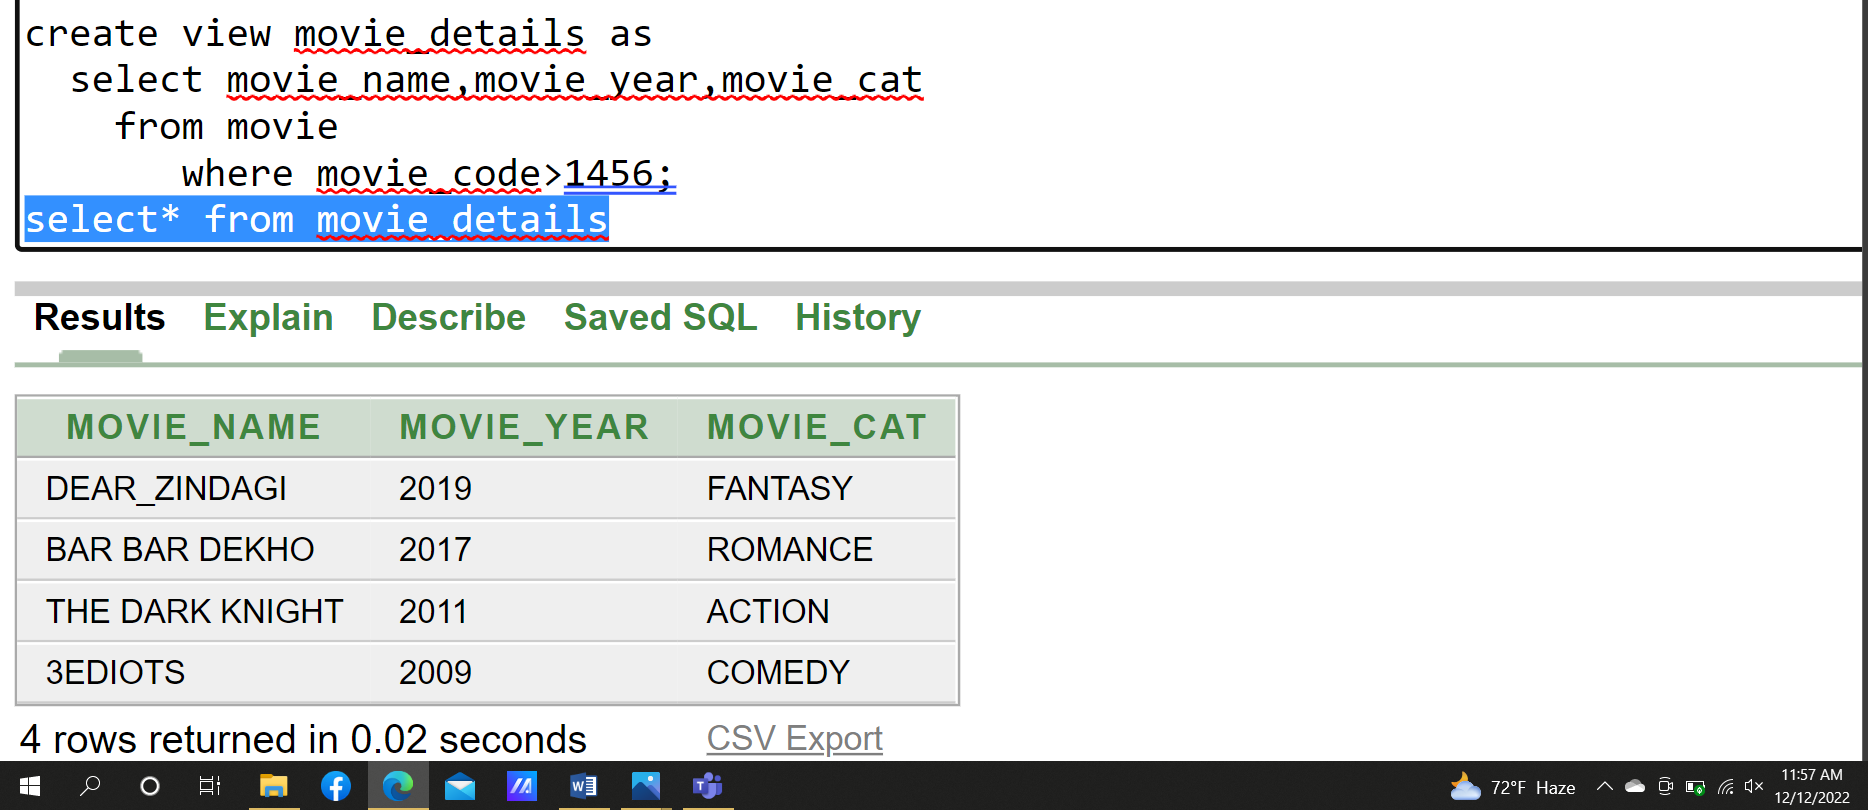 create view movie_details as
select movie_name,movie_year,movie_cat
from movie
where movie_code>1456;
select* from movie_details
Results Explain Describe Saved SQL History
MOVIE_NAME MOVIE_YEAR MOVIE_CAT
DEAR_ZINDAGI 2019 FANTASY
BAR BAR DEKHO 2017 ROMANCE
THE DARK KNIGHT 2011 ACTION
3EDIOTS 2009 COMEDY
4 rows returned in 0.02 seconds CSV Export
72°F Haze
11:57 AM
12/12/2022